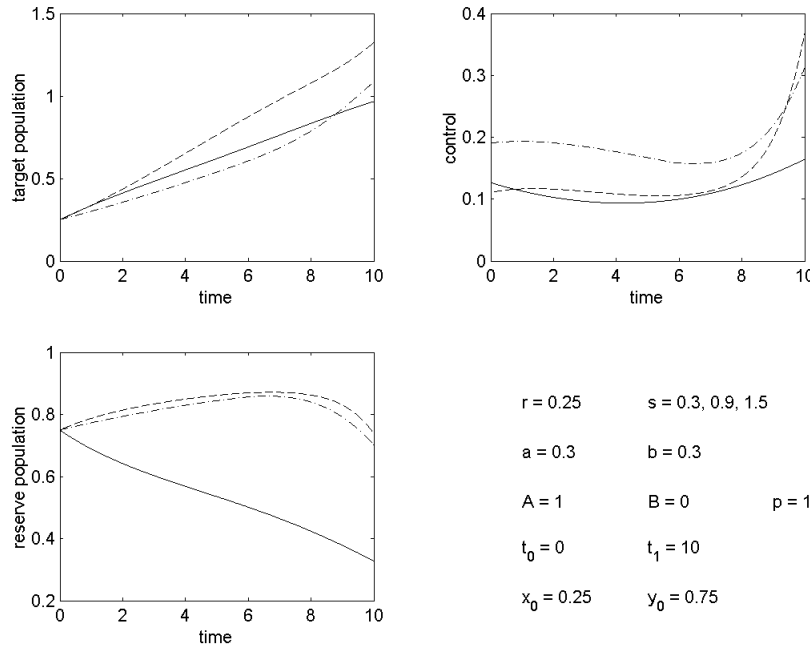 1.5
1
0.5
0
target population
0 2 4 6 8 10
time
0.4
0.3
0.2
0.1
0
control
0 2 4 6 8 10
time
1
0.8
0.6
0.4
0.2
reserve population
0 2 4 6 8 10
time
r = 0.25 s = 0.3, 0.9, 1.5
a = 0.3 b = 0.3
A = 1 B = 0 p = 1
t₀ = 0 t₁ = 10
x₀ = 0.25 y₀ = 0.75